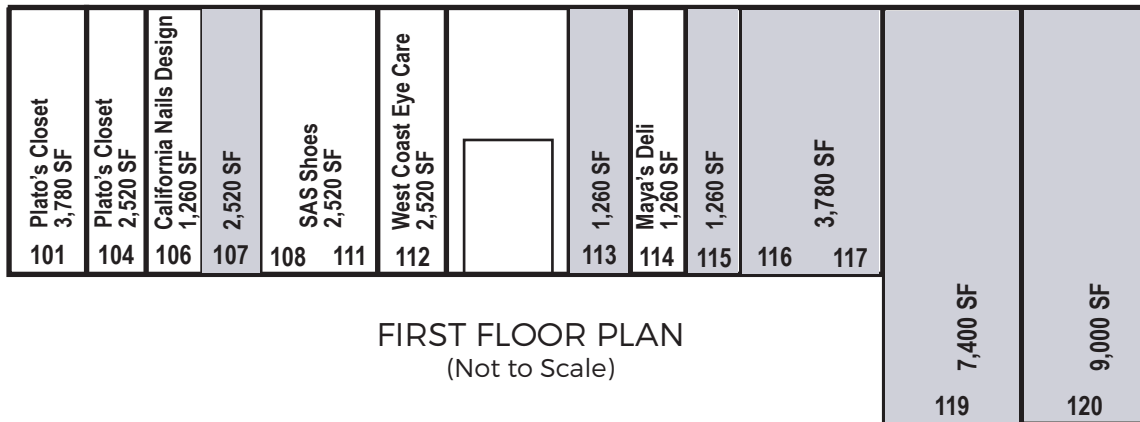 Plato's Closet
3,780 SF
101
Plato's Closet
2,520 SF
104
California Nails Design
1,260 SF
106
2,520 SF
107
SAS Shoes
2,520 SF
108 111
West Coast Eye Care
2,520 SF
112
1,260 SF
113
Maya's Deli
1,260 SF
114
1,260 SF
115
3,780 SF
116 117
7,400 SF
119
9,000 SF
120
FIRST FLOOR PLAN
(Not to Scale)